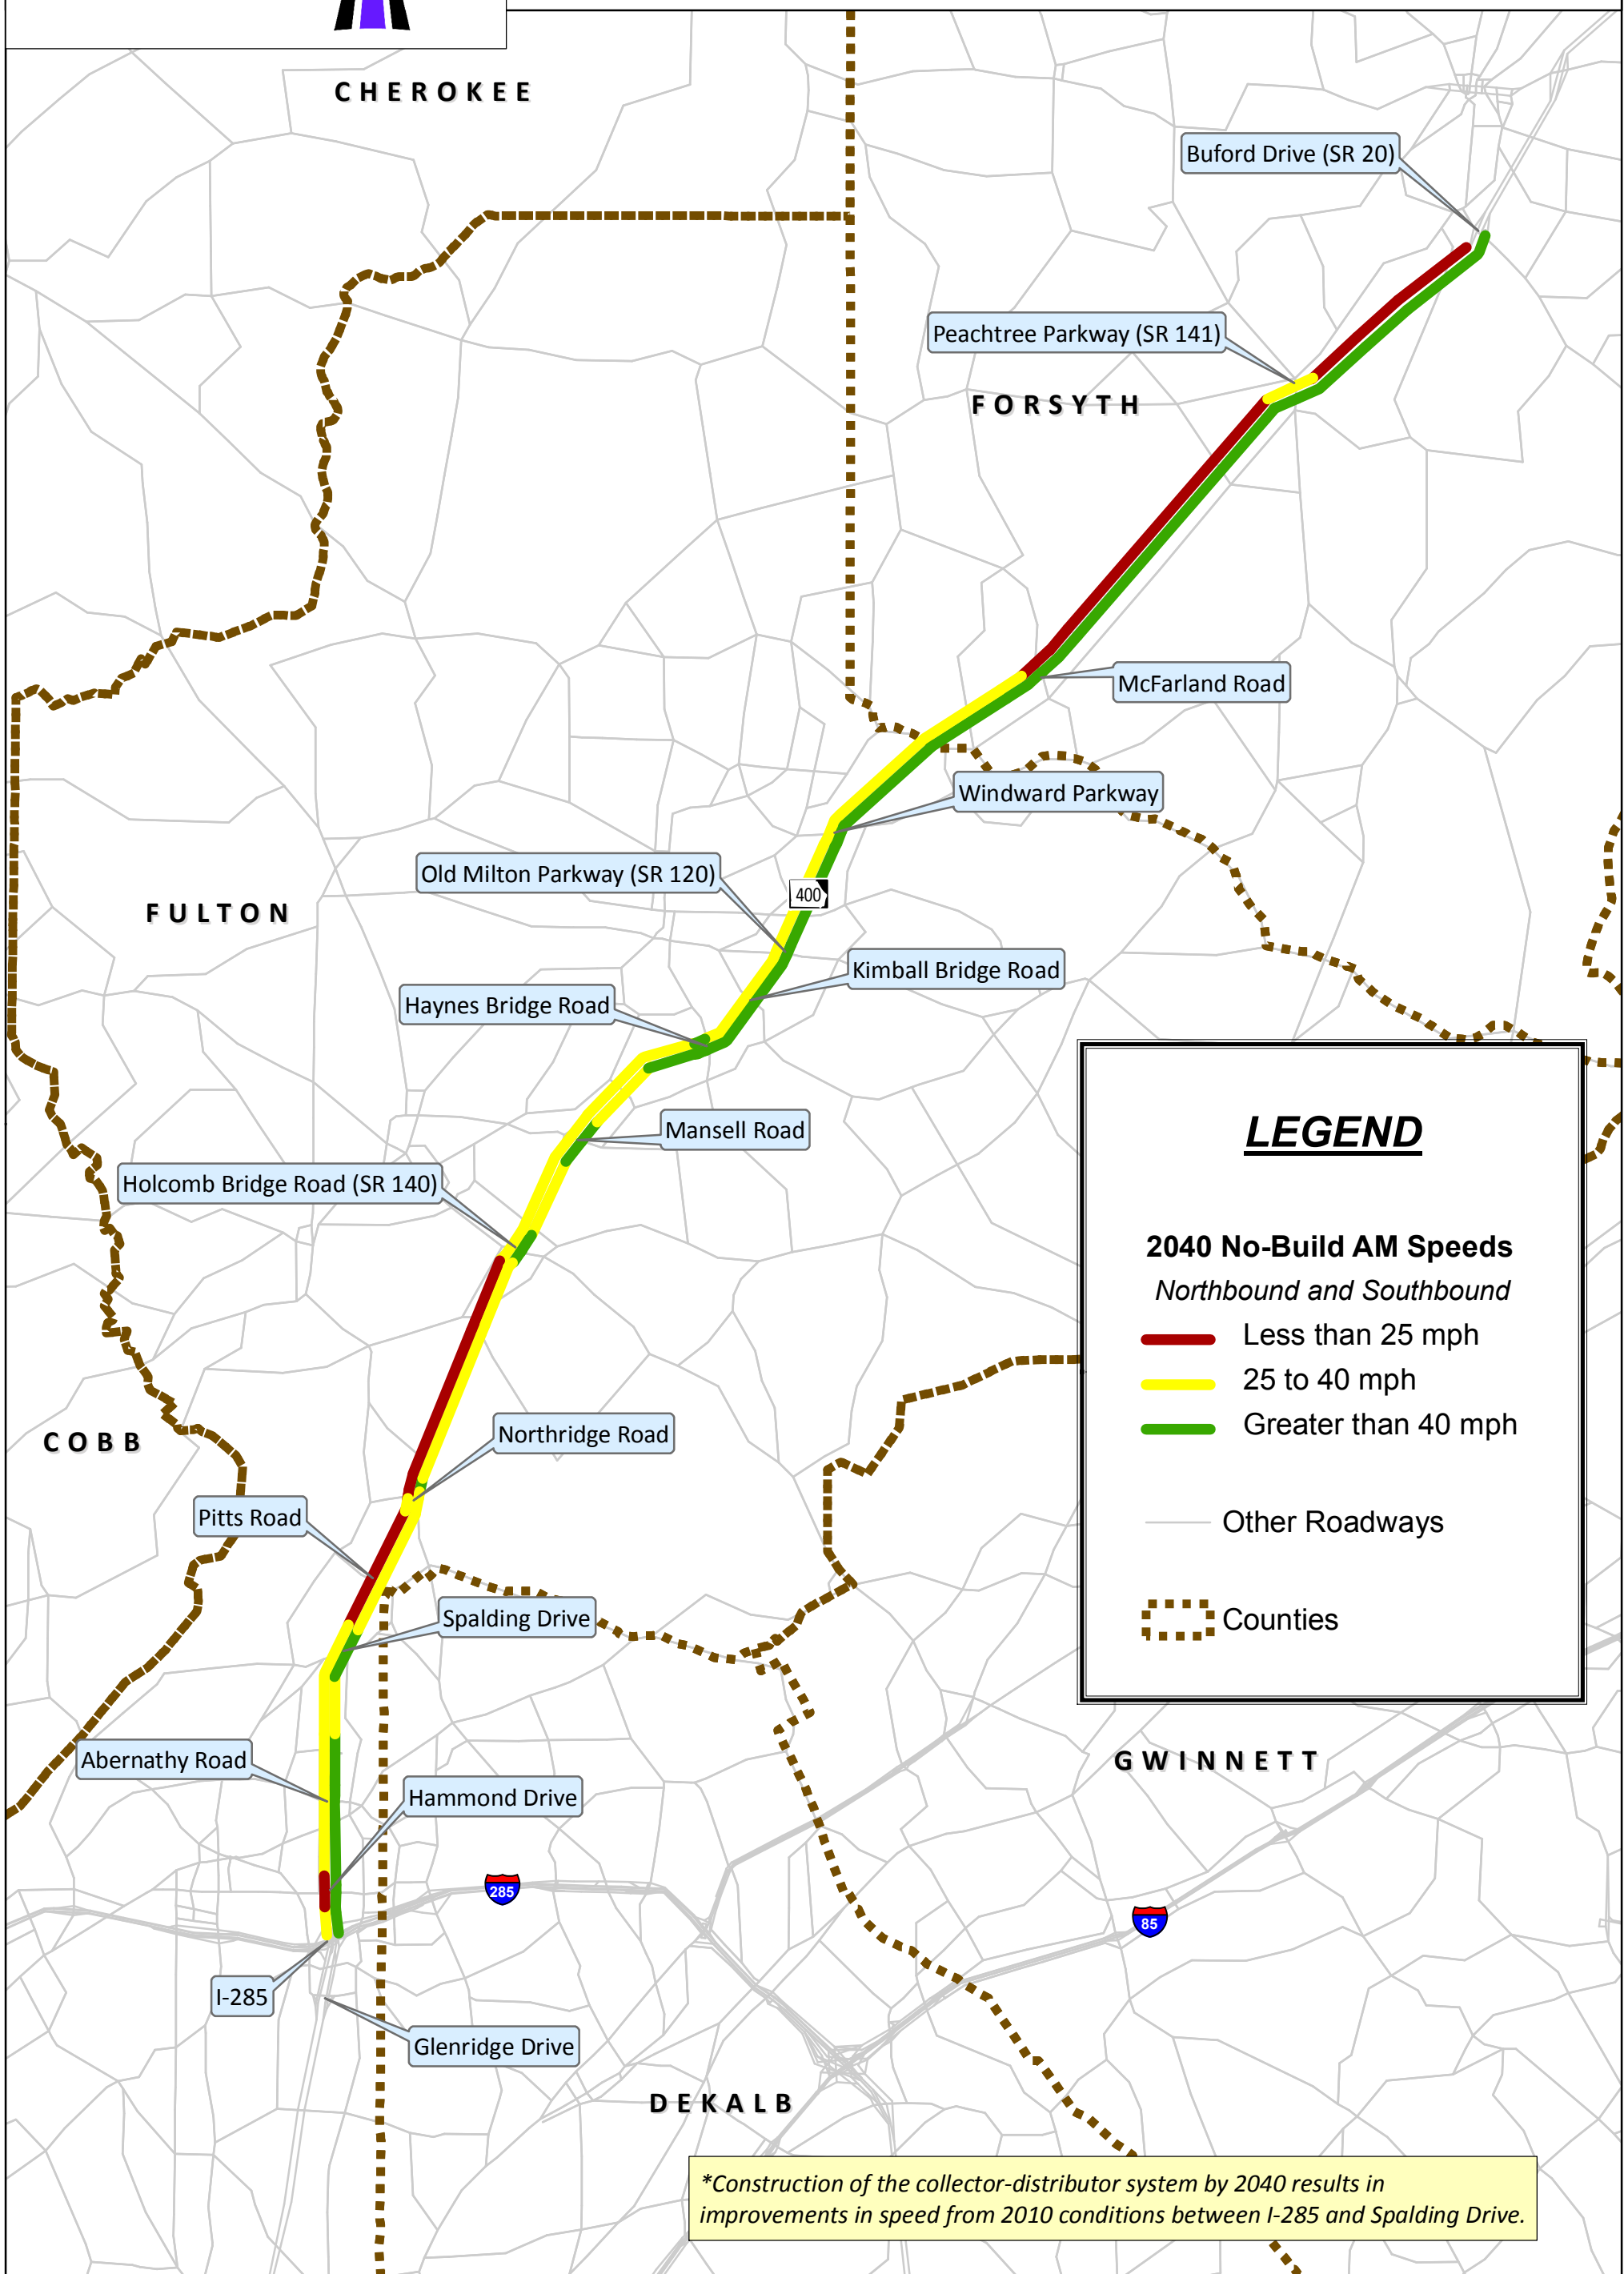 CHEROKEE
Buford Drive (SR 20)
Peachtree Parkway (SR 141)
FORSYTH
McFarland Road
Windward Parkway
Old Milton Parkway (SR 120)
400
FULTON
Kimball Bridge Road
Haynes Bridge Road
Mansell Road
Holcomb Bridge Road (SR 140)
LEGEND
2040 No-Build AM Speeds
Northbound and Southbound
Less than 25 mph
25 to 40 mph
Greater than 40 mph
Other Roadways
Counties
COBB
Northridge Road
Pitts Road
Spalding Drive
Abernathy Road
GWINNETT
Hammond Drive
285
85
I-285
Glenridge Drive
DEKALB
*Construction of the collector-distributor system by 2040 results in
improvements in speed from 2010 conditions between I-285 and Spalding Drive.